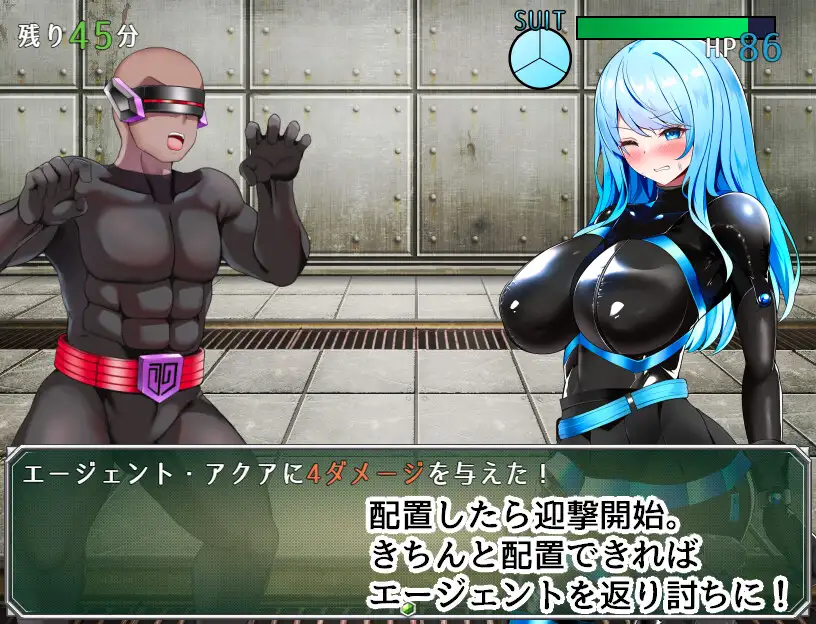 残り45分
SUIT
HP86
エージェント・アクアに4ダメージを与えた！
配置したら迎撃開始。
きちんと配置できれば
エージェントを返り討ちに！